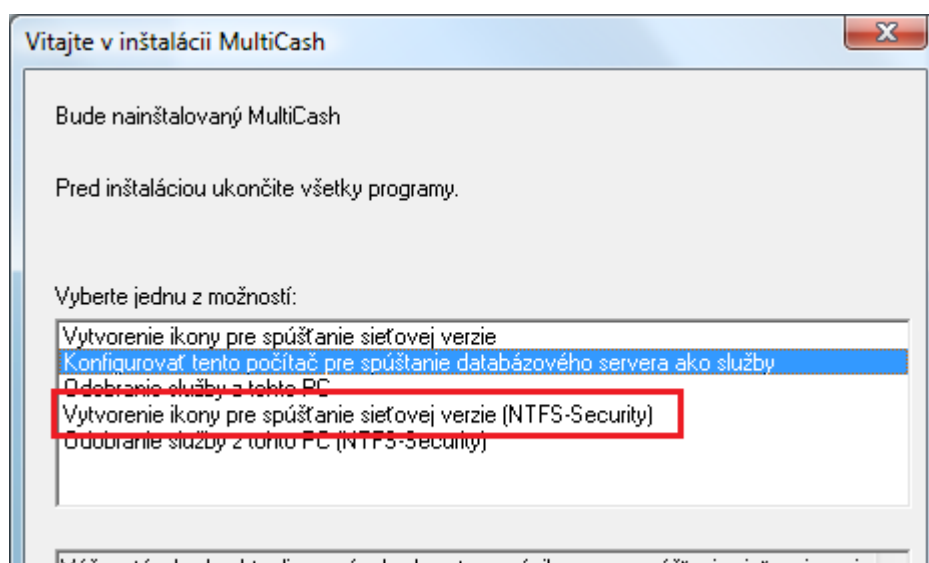 Vitajte v inštalácii MultiCash
Bude nainštalovaný MultiCash
Pred inštaláciou ukončite všetky programy.
Vyberte jednu z možností:
Vytvorenie ikony pre spúšťanie sieťovej verzie
Konfigurovať tento počítač pre spúštanie databázového servera ako služby
Odobranie služby z tohto PC
Vytvorenie ikony pre spúšťanie sieťovej verzie (NTFS-Security)
Odobranie služby z tohto PC (NTFS-Security)